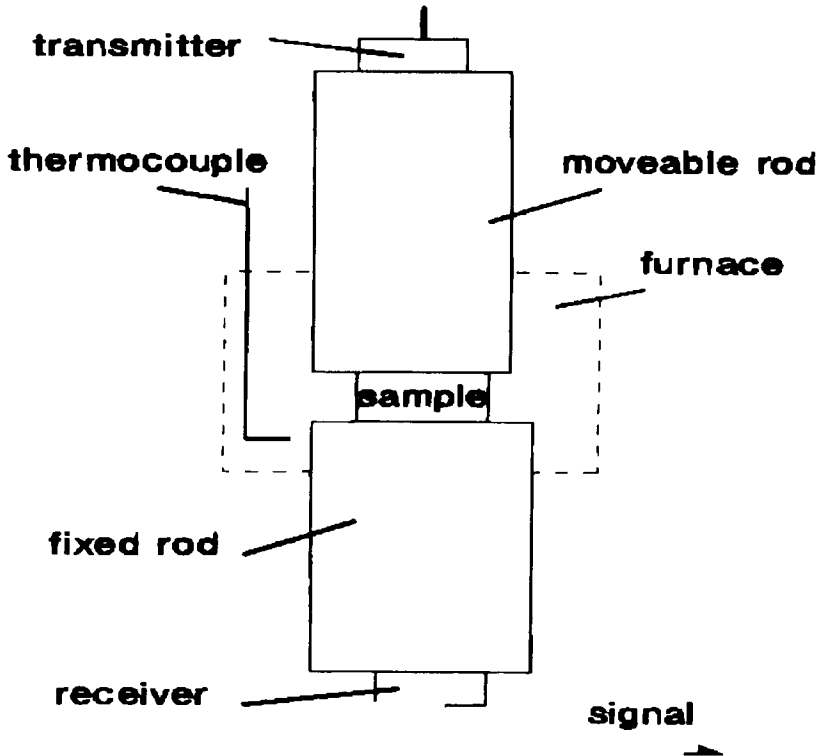 transmitter
thermocouple
moveable rod
furnace
sample
fixed rod
receiver
signal